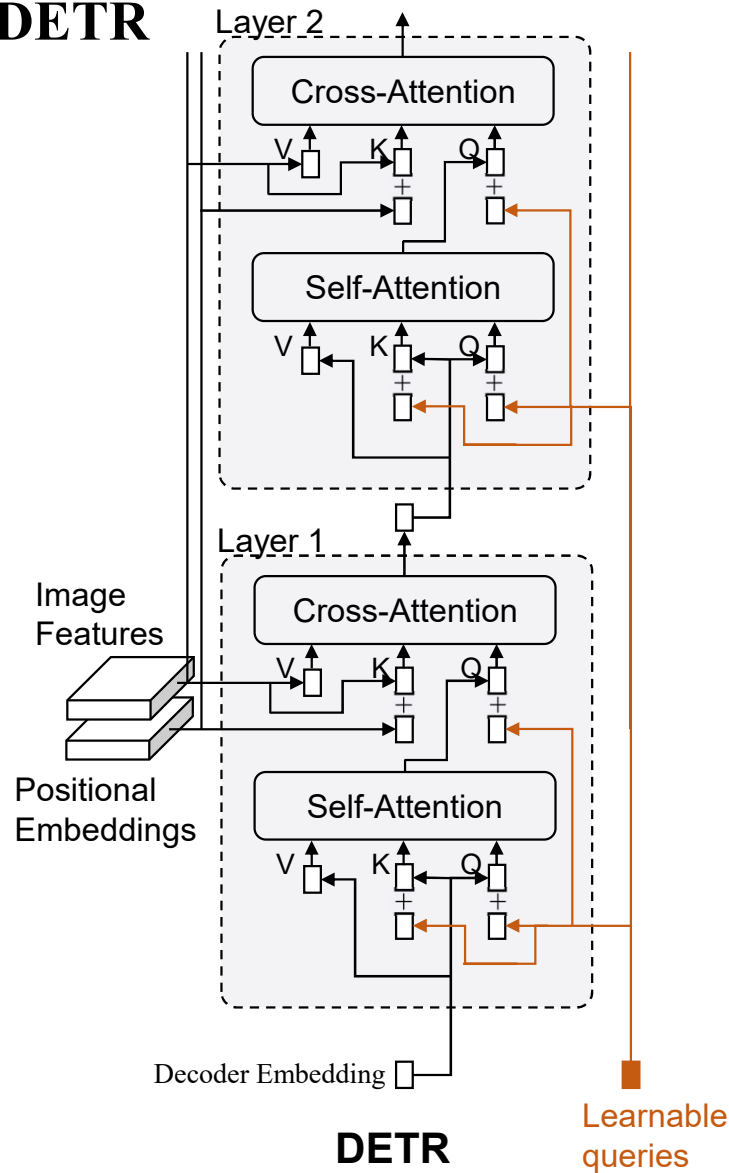 DETR
Layer 2
Cross-Attention
V K Q
+ +
Self-Attention
V K Q
+ +
Layer 1
Cross-Attention
Image
Features
V K Q
+ +
Positional
Embeddings
Self-Attention
V K Q
+ +
Decoder Embedding
DETR
Learnable
queries